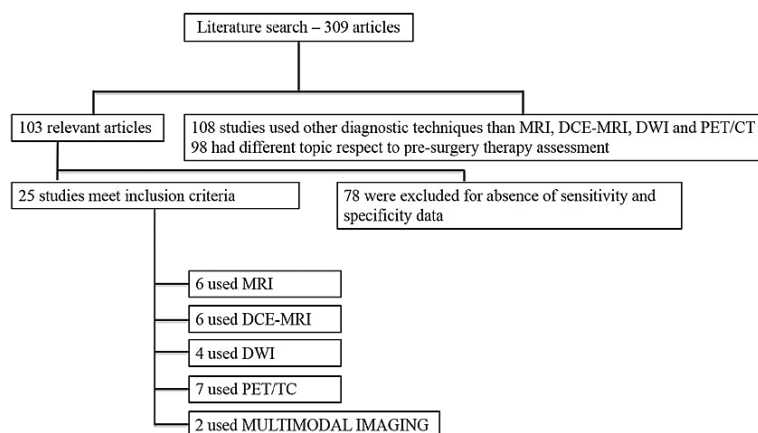 Literature search – 309 articles
103 relevant articles
108 studies used other diagnostic techniques than MRI, DCE-MRI, DWI and PET/CT
98 had different topic respect to pre-surgery therapy assessment
25 studies meet inclusion criteria
78 were excluded for absence of sensitivity and
specificity data
6 used MRI
6 used DCE-MRI
4 used DWI
7 used PET/TC
2 used MULTIMODAL IMAGING